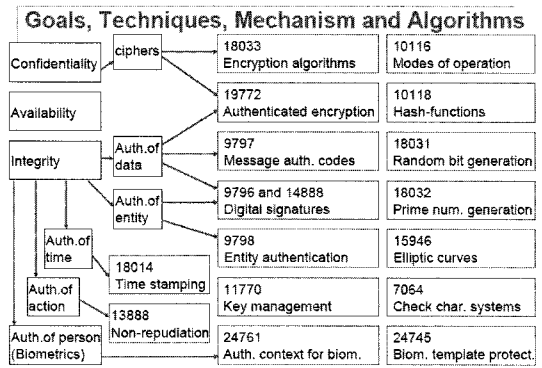 Goals, Techniques, Mechanism and Algorithms
Confidentiality
ciphers
18033
Encryption algorithms
10116
Modes of operation
Availability
19772
Authenticated encryption
10118
Hash-functions
Integrity
Auth.of
data
9797
Message auth. codes
18031
Random bit generation
Auth.of
entity
9796 and 14888
Digital signatures
18032
Prime num. generation
Auth.of
time
9798
Entity authentication
15946
Elliptic curves
18014
Time stamping
Auth.of
action
11770
Key management
7064
Check char. systems
13888
Non-repudiation
Auth.of person
(Biometrics)
24761
Auth. context for biom.
24745
Biom. template protect.